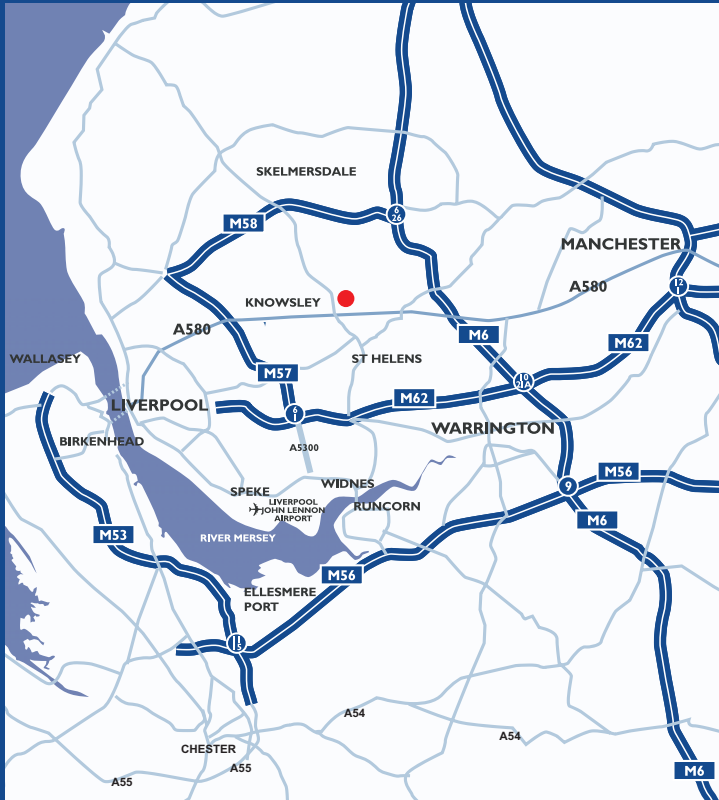 SKELMERSDALE
6
26
M58
MANCHESTER
A580
12
1
KNOWSLEY
A580
M6
M62
WALLASEY
ST HELENS
M57
10
21A
M62
LIVERPOOL
6
1
WARRINGTON
BIRKENHEAD
A5300
M56
9
WIDNES
SPEKE
RUNCORN
LIVERPOOL
JOHN LENNON
AIRPORT
M6
M53
RIVER MERSEY
M56
ELLESMERE
PORT
11
15
A54
A54
CHESTER
A55
A55
M6